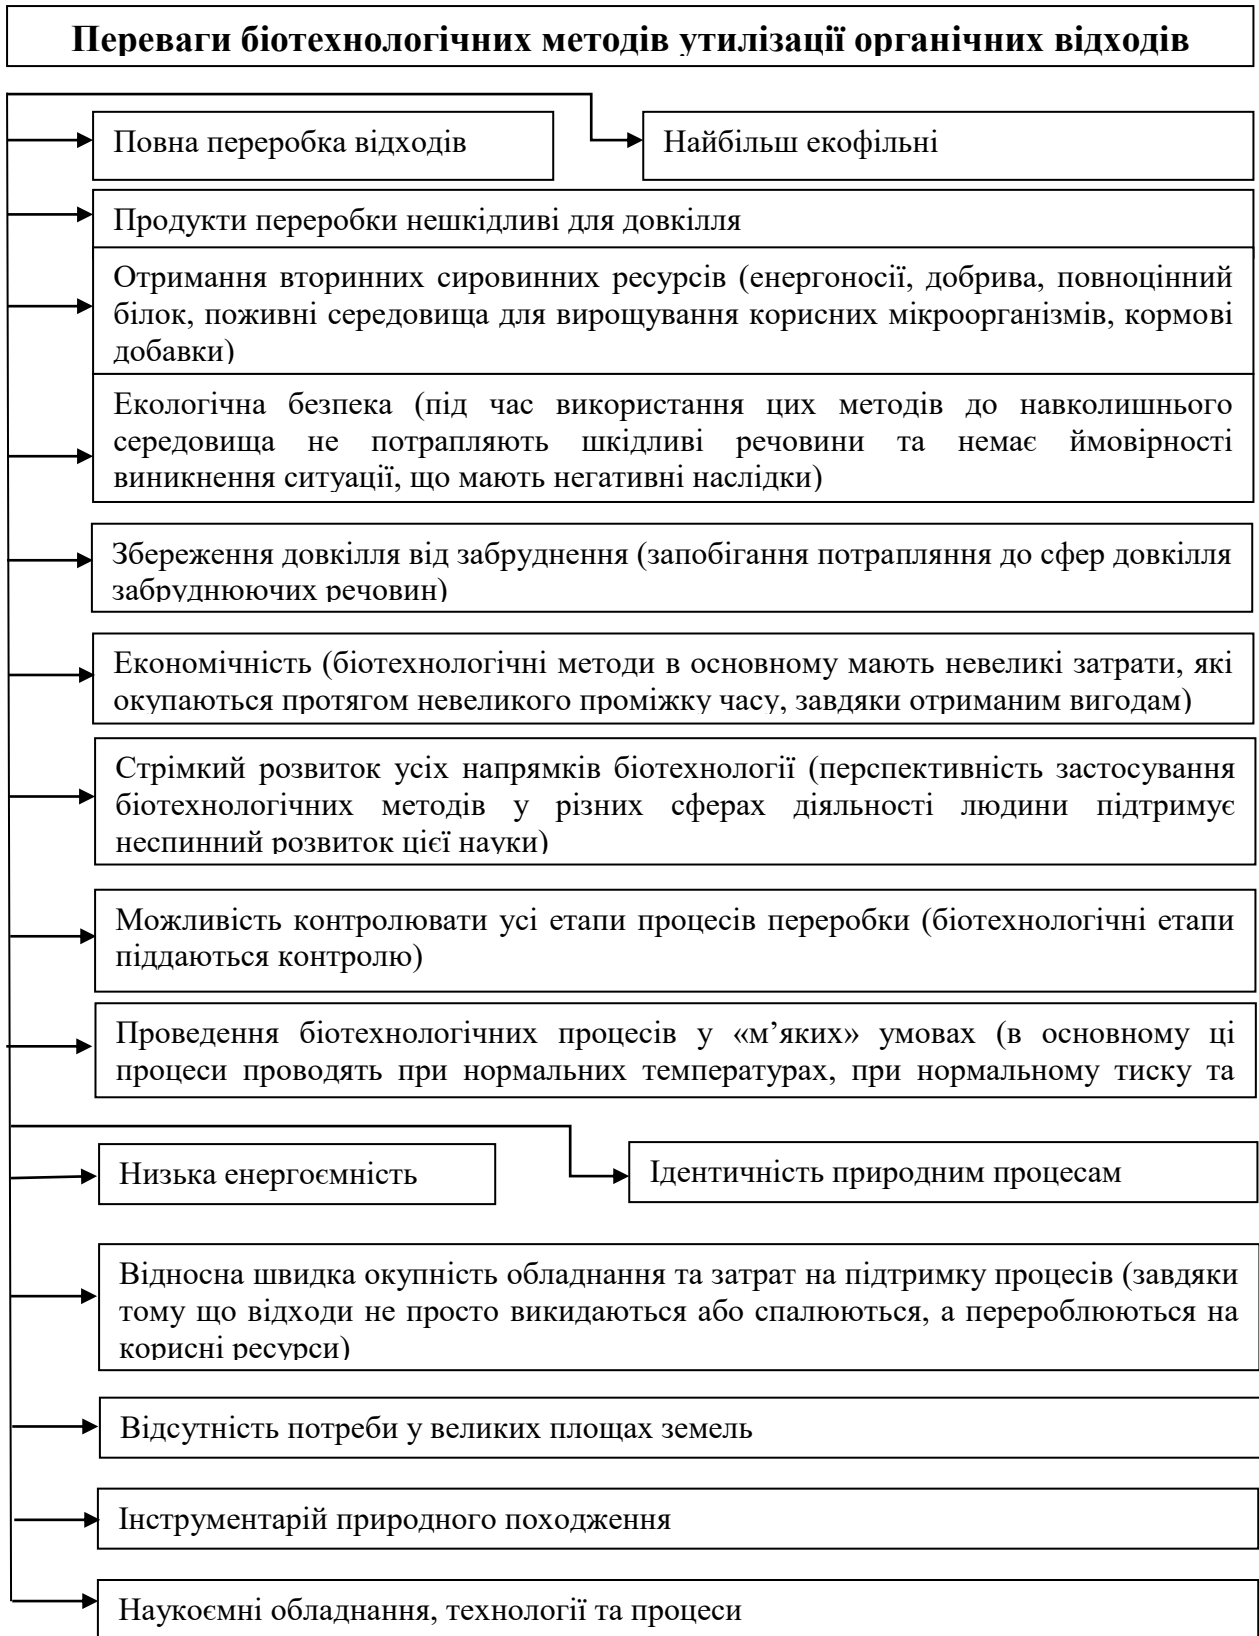 Переваги біотехнологічних методів утилізації органічних відходів
Повна переробка відходів
Найбільш екофільні
Продукти переробки нешкідливі для довкілля
Отримання вторинних сировинних ресурсів (енергоносії, добрива, повноцінний
білок, поживні середовища для вирощування корисних мікроорганізмів, кормові
добавки)
Екологічна безпека (під час використання цих методів до навколишнього
середовища не потрапляють шкідливі речовини та немає ймовірності
виникнення ситуації, що мають негативні наслідки)
Збереження довкілля від забруднення (запобігання потрапляння до сфер довкілля
забруднюючих речовин)
Економічність (біотехнологічні методи в основному мають невеликі затрати, які
окупаються протягом невеликого проміжку часу, завдяки отриманим вигодам)
Стрімкий розвиток усіх напрямків біотехнології (перспективність застосування
біотехнологічних методів у різних сферах діяльності людини підтримує
неспинний розвиток цієї науки)
Можливість контролювати усі етапи процесів переробки (біотехнологічні етапи
піддаються контролю)
Проведення біотехнологічних процесів у «м’яких» умовах (в основному ці
процеси проводять при нормальних температурах, при нормальному тиску та
Низька енергоємність
Ідентичність природним процесам
Відносна швидка окупність обладнання та затрат на підтримку процесів (завдяки
тому що відходи не просто викидаються або спалюються, а перероблюються на
корисні ресурси)
Відсутність потреби у великих площах земель
Інструментарій природного походження
Наукоємні обладнання, технології та процеси